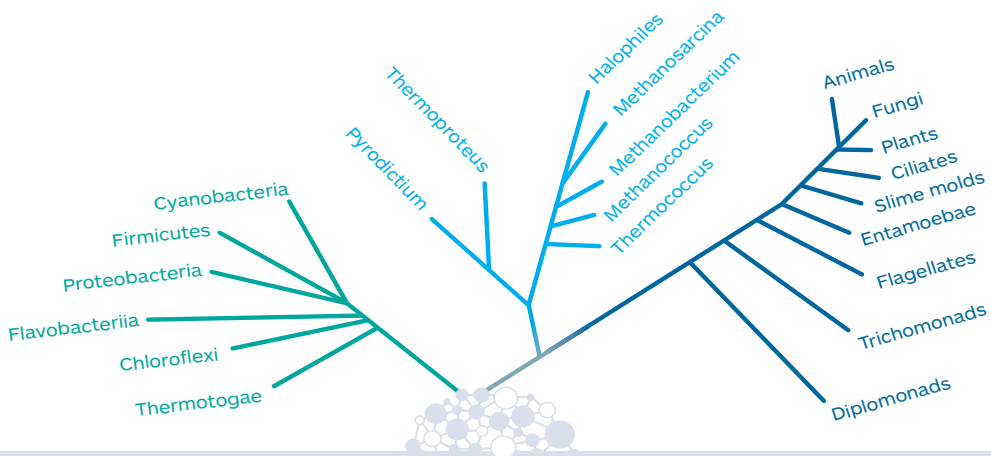 Cyanobacteria
Firmicutes
Proteobacteria
Flavobacteriia
Chloroflexi
Thermotogae
Pyrodictium
Thermoproteus
Halophiles
Methanosarcina
Methanobacterium
Methanococcus
Thermococcus
Animals
Fungi
Plants
Ciliates
Slime molds
Entamoebae
Flagellates
Trichomonads
Diplomonads